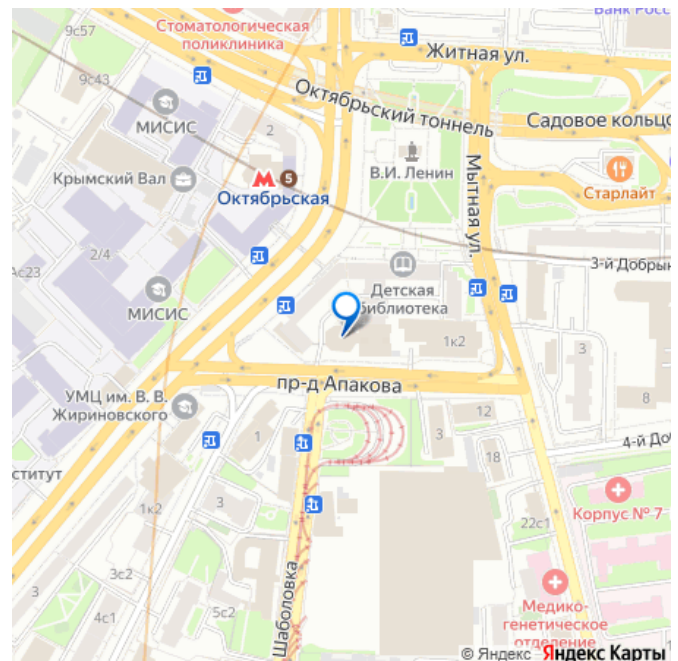 9с57
Стоматологическая
поликлиника
Банк Росс
Житная ул.
9с43
Октябрьский тоннель
МИСИС
2
Садовое кольцо
В.И. Ленин
Крымский Вал
5
Октябрьская
Старлайт
Мытная ул.
2/4
3-й Добрын
Ас23
Детская
библиотека
МИСИС
1к2
3
пр-д Апакова
УМЦ им. В. В.
Жириновского
8
12
1
3
4-й До
18
ститут
3
1к2
Корпус № 7
22с1
3
3с2
Медико-
генетическое
отделение
5с2
4с1
Шаболовка
© Яндекс Яндекс Карты